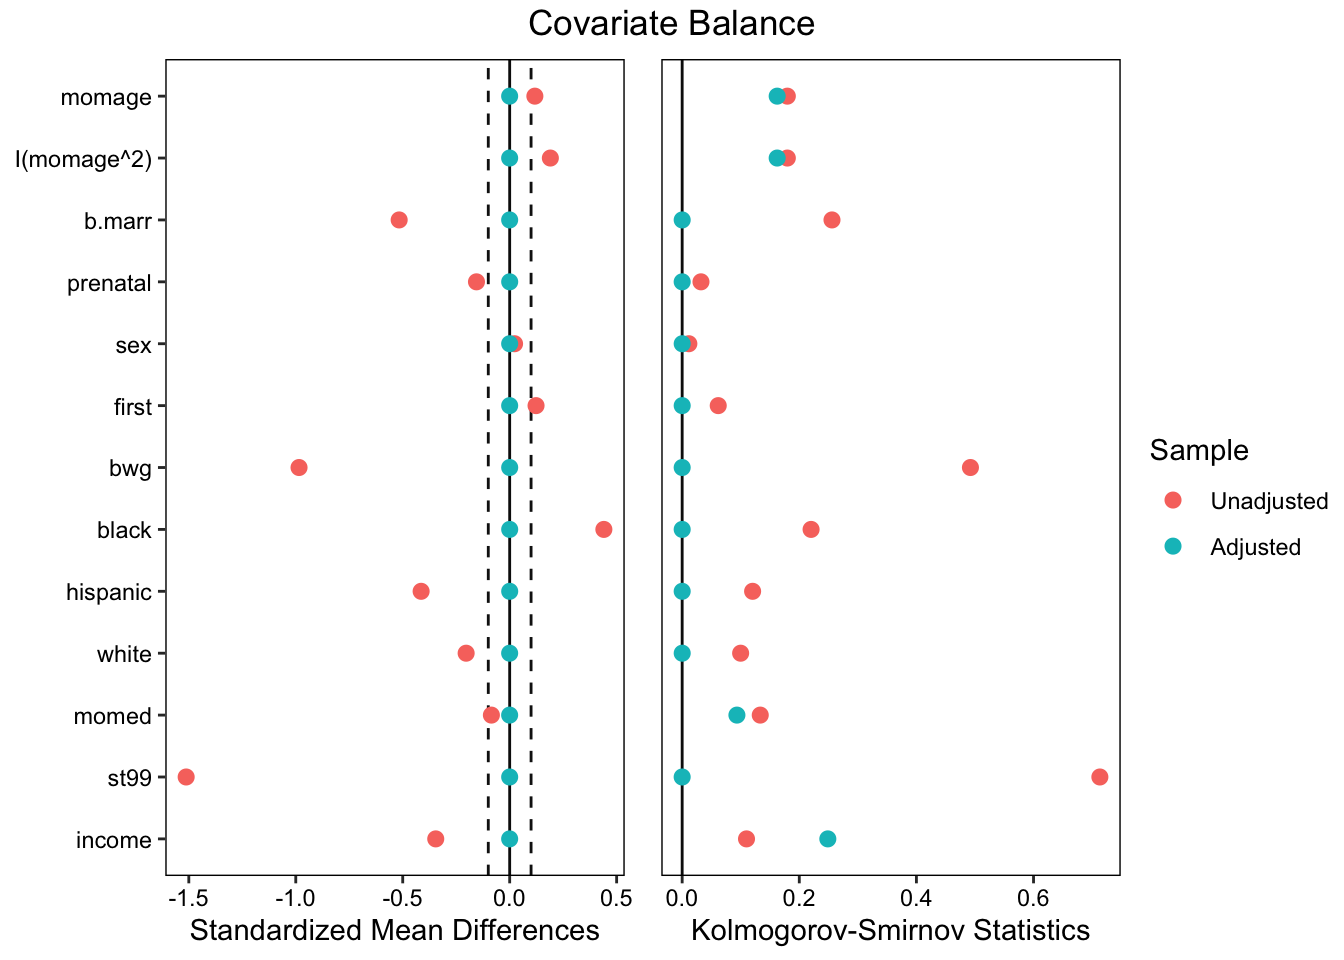 Covariate Balance
momage
I(momage^2)
b.marr
prenatal
sex
first
bwg
black
hispanic
white
momed
st99
income
-1.5 -1.0 -0.5 0.0 0.5
Standardized Mean Differences
0.0 0.2 0.4 0.6
Kolmogorov-Smirnov Statistics
Sample
Unadjusted
Adjusted